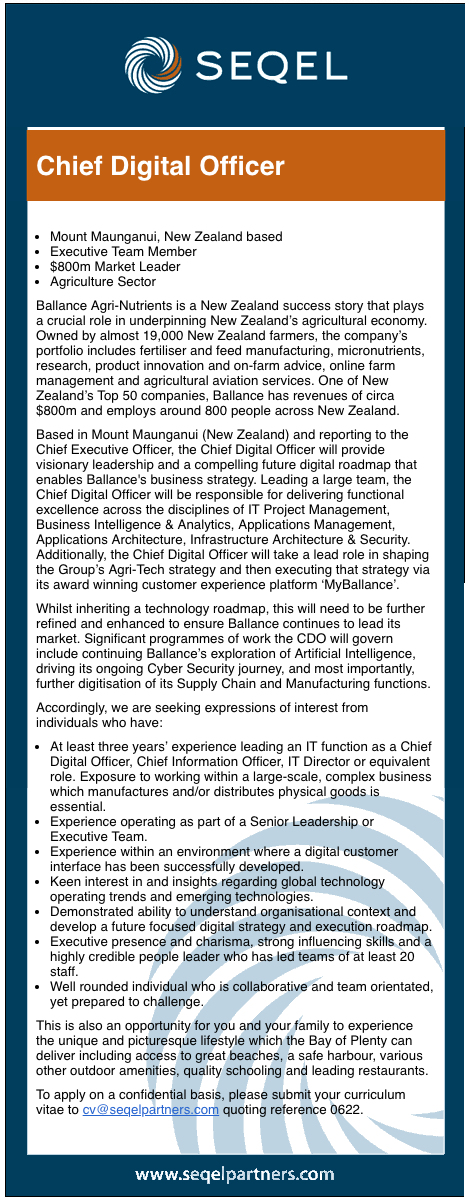 SEQEL
Chief Digital Officer
• Mount Maunganui, New Zealand based
• Executive Team Member
• $800m Market Leader
• Agriculture Sector
Ballance Agri-Nutrients is a New Zealand success story that plays
a crucial role in underpinning New Zealand's agricultural economy.
Owned by almost 19,000 New Zealand farmers, the company's
portfolio includes fertiliser and feed manufacturing, micronutrients,
research, product innovation and on-farm advice, online farm
management and agricultural aviation services. One of New
Zealand's Top 50 companies, Ballance has revenues of circa
$800m and employs around 800 people across New Zealand.
Based in Mount Maunganui (New Zealand) and reporting to the
Chief Executive Officer, the Chief Digital Officer will provide
visionary leadership and a compelling future digital roadmap that
enables Ballance's business strategy. Leading a large team, the
Chief Digital Officer will be responsible for delivering functional
excellence across the disciplines of IT Project Management,
Business Intelligence & Analytics, Applications Management,
Applications Architecture, Infrastructure Architecture & Security.
Additionally, the Chief Digital Officer will take a lead role in shaping
the Group's Agri-Tech strategy and then executing that strategy via
its award winning customer experience platform 'MyBallance'.
Whilst inheriting a technology roadmap, this will need to be further
refined and enhanced to ensure Ballance continues to lead its
market. Significant programmes of work the CDO will govern
include continuing Ballance's exploration of Artificial Intelligence,
driving its ongoing Cyber Security journey, and most importantly,
further digitisation of its Supply Chain and Manufacturing functions.
Accordingly, we are seeking expressions of interest from
individuals who have:
• At least three years' experience leading an IT function as a Chief
Digital Officer, Chief Information Officer, IT Director or equivalent
role. Exposure to working within a large-scale, complex business
which manufactures and/or distributes physical goods is
essential.
• Experience operating as part of a Senior Leadership or
Executive Team.
• Experience within an environment where a digital customer
interface has been successfully developed.
• Keen interest in and insights regarding global technology
operating trends and emerging technologies.
• Demonstrated ability to understand organisational context and
develop a future focused digital strategy and execution roadmap.
• Executive presence and charisma, strong influencing skills and a
highly credible people leader who has led teams of at least 20
staff.
• Well rounded individual who is collaborative and team orientated,
yet prepared to challenge.
This is also an opportunity for you and your family to experience
the unique and picturesque lifestyle which the Bay of Plenty can
deliver including access to great beaches, a safe harbour, various
other outdoor amenities, quality schooling and leading restaurants.
To apply on a confidential basis, please submit your curriculum
vitae to cv@seqelpartners.com quoting reference 0622.
www.seqelpartners.com